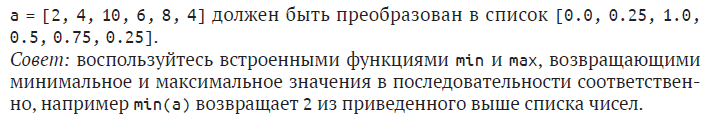 a = [2, 4, 10, 6, 8, 4] должен быть преобразован в список [0.0, 0.25, 1.0,
0.5, 0.75, 0.25].
Совет: воспользуйтесь встроенными функциями min и max, возвращающими
минимальное и максимальное значения в последовательности соответствен-
но, например min(a) возвращает 2 из приведенного выше списка чисел.